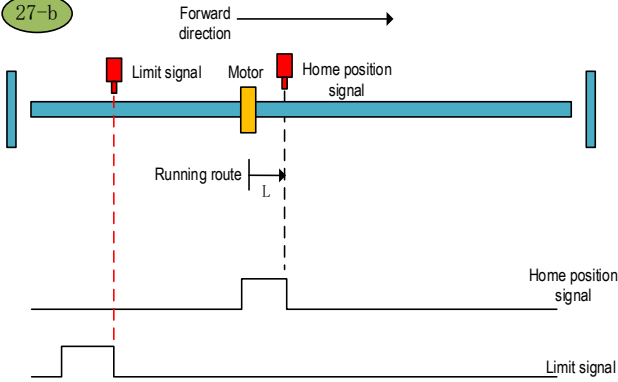 27-b
Forward
direction
Limit signal
Motor
Home position
signal
Running route
L
Home position
signal
Limit signal